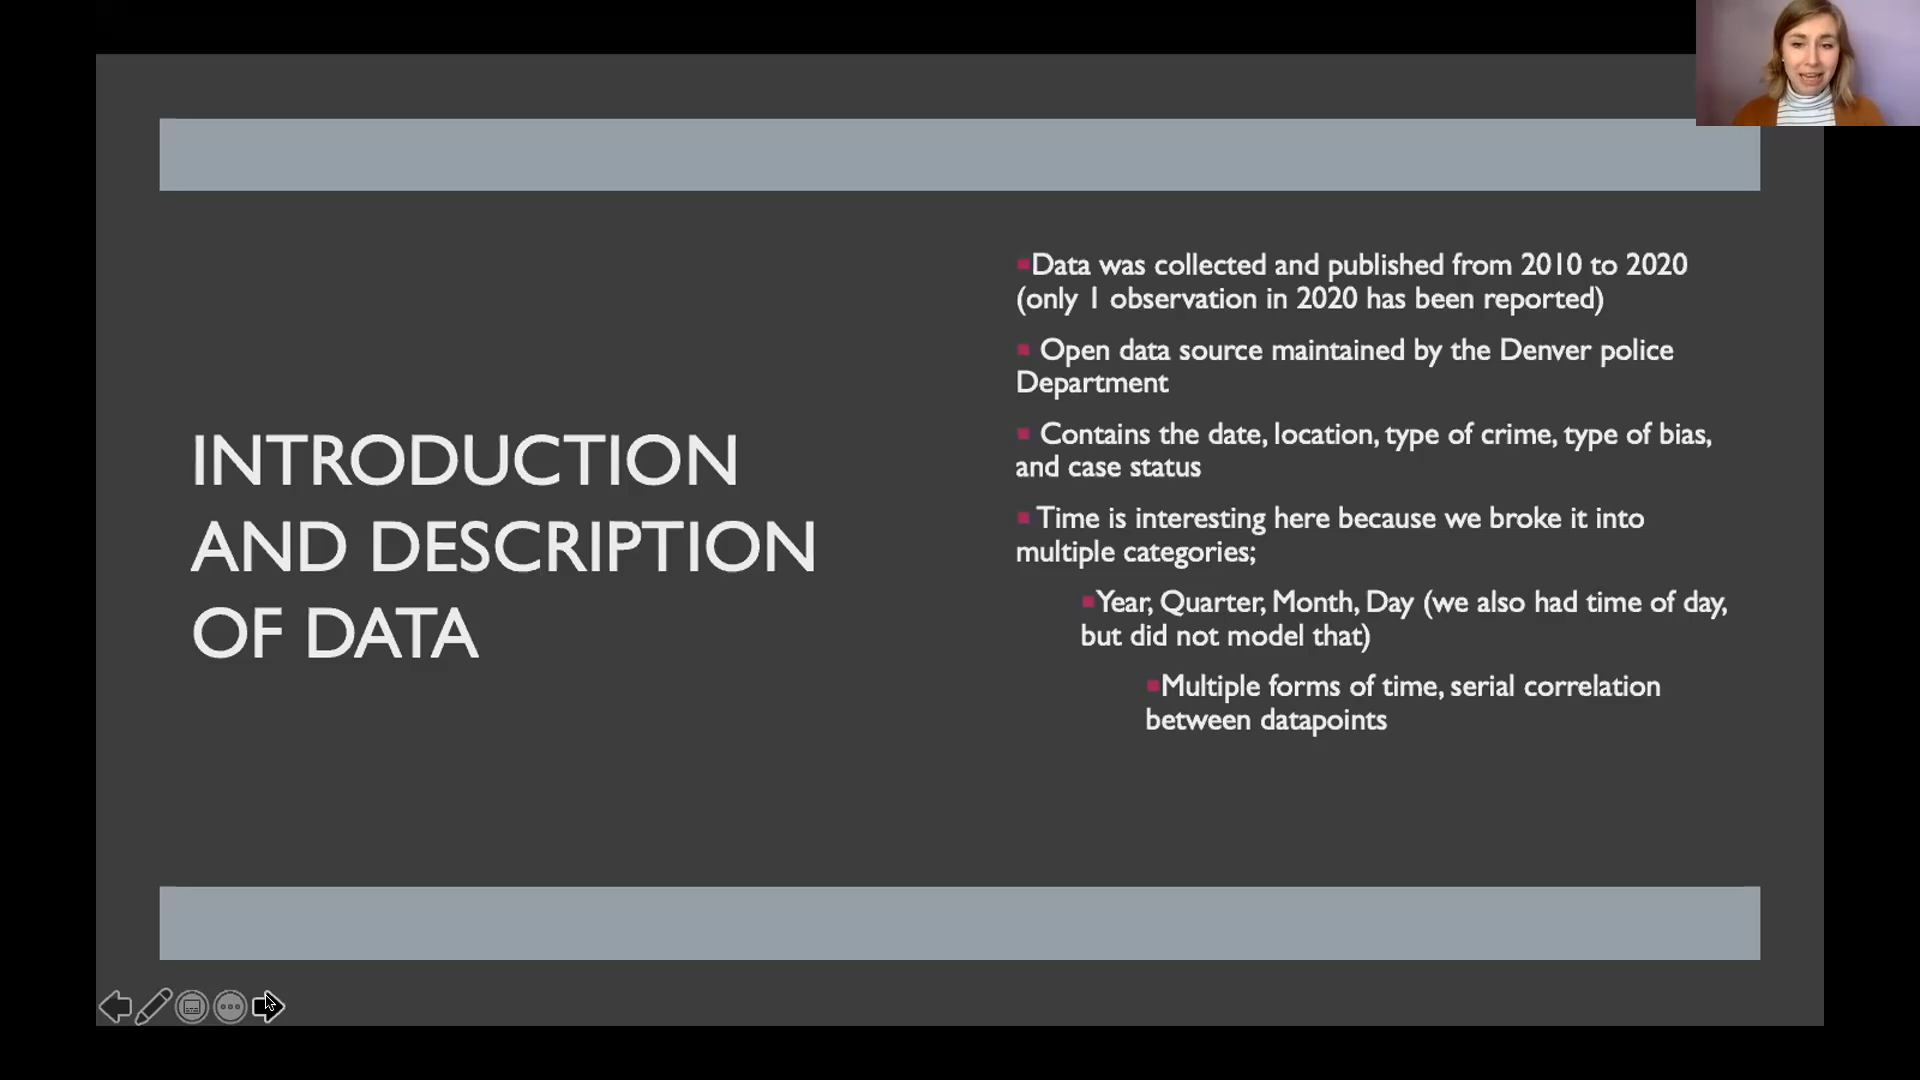 INTRODUCTION
AND DESCRIPTION
OF DATA
Data was collected and published from 2010 to 2020
(only 1 observation in 2020 has been reported)
Open data source maintained by the Denver police
Department
Contains the date, location, type of crime, type of bias,
and case status
Time is interesting here because we broke it into
multiple categories;
Year, Quarter, Month, Day (we also had time of day,
but did not model that)
Multiple forms of time, serial correlation
between datapoints